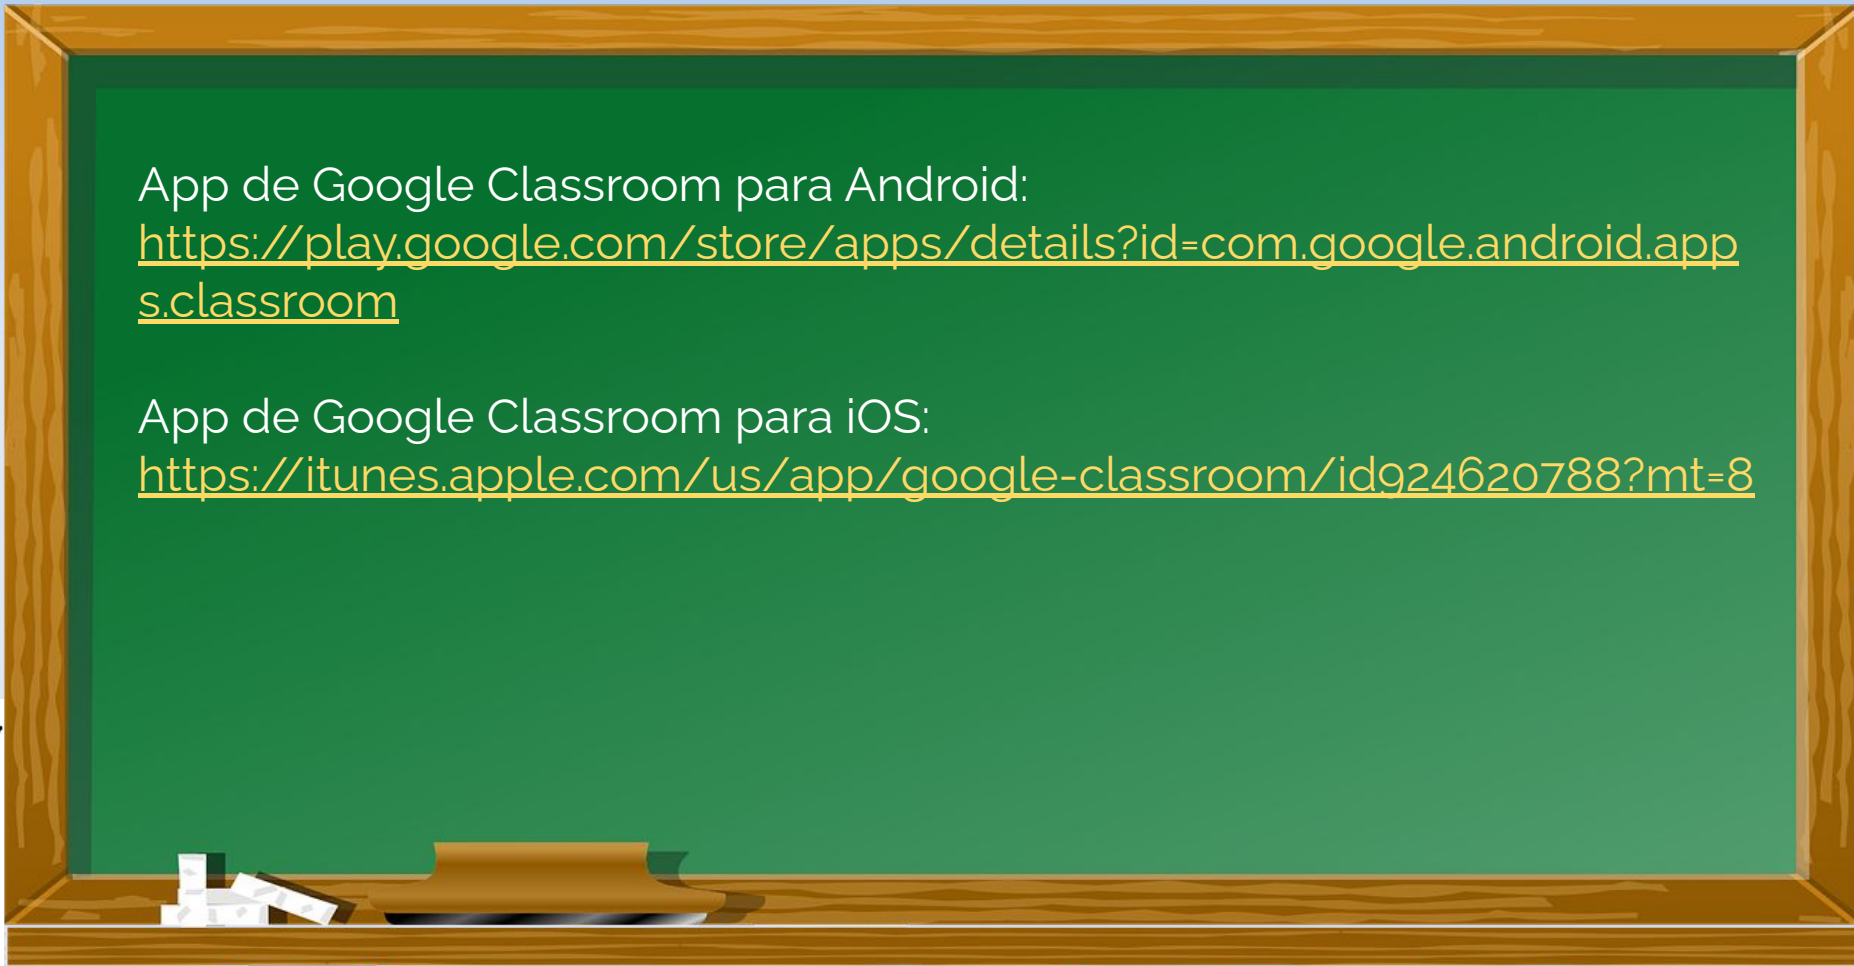 App de Google Classroom para Android:
https://play.google.com/store/apps/details?id=com.google.android.app
s.classroom
App de Google Classroom para iOS:
https://itunes.apple.com/us/app/google-classroom/id924620788?mt=8